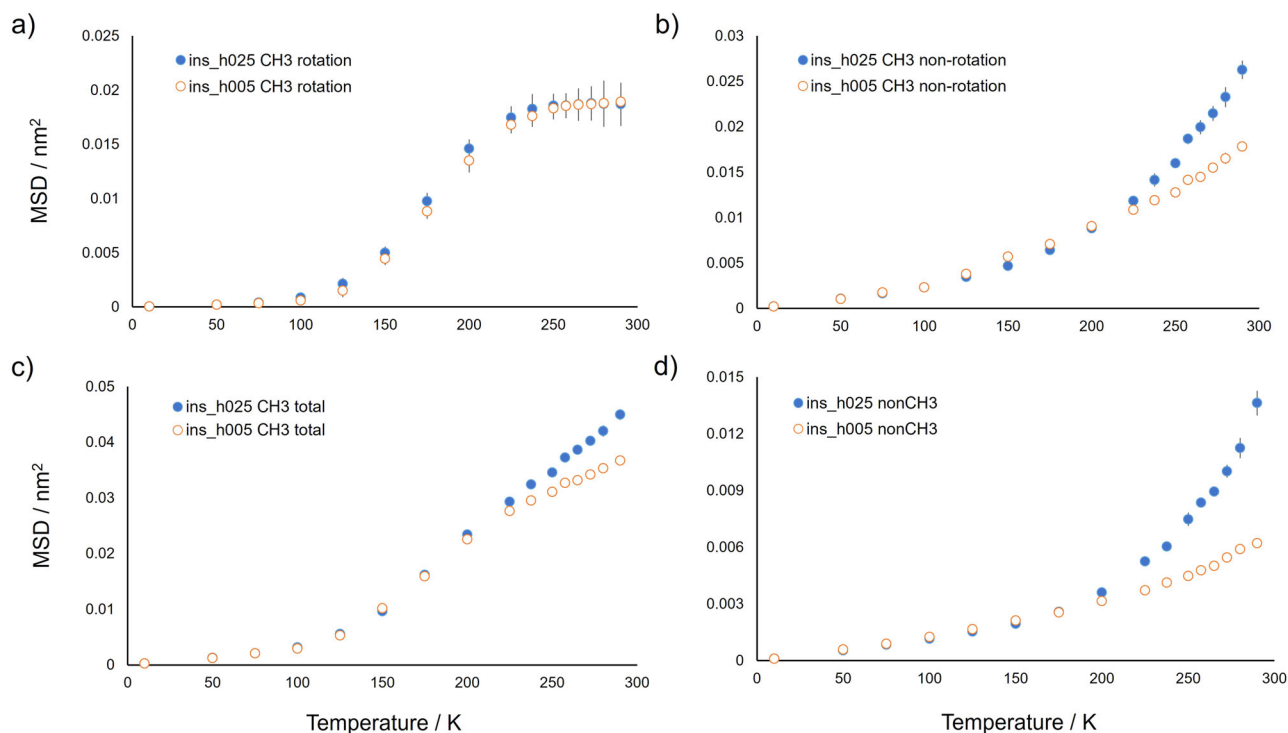 a)
0.025
0.02
0.015
0.01
0.005
0
ins_h025 CH3 rotation
ins_h005 CH3 rotation
MSD / nm²
0 50 100 150 200 250 300
b)
0.03
0.025
0.02
0.015
0.01
0.005
0
ins_h025 CH3 non-rotation
ins_h005 CH3 non-rotation
0 50 100 150 200 250 300
c)
0.05
0.04
0.03
0.02
0.01
0
ins_h025 CH3 total
ins_h005 CH3 total
MSD / nm²
0 50 100 150 200 250 300
Temperature / K
d)
0.015
0.012
0.009
0.006
0.003
0
ins_h025 nonCH3
ins_h005 nonCH3
0 50 100 150 200 250 300
Temperature / K